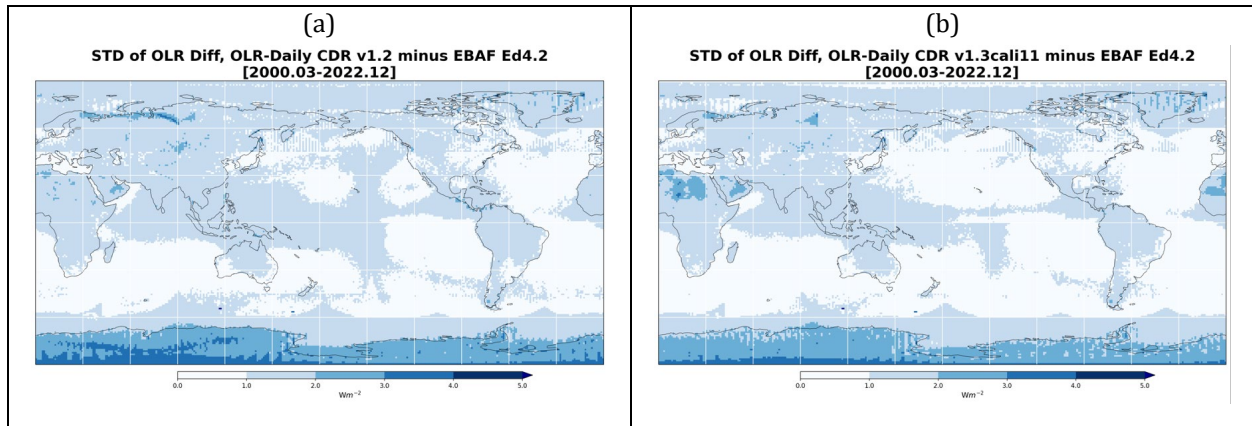 (a)
STD of OLR Diff, OLR-Daily CDR v1.2 minus EBAF Ed4.2
[2000.03-2022.12]
0.0 1.0 2.0 3.0 4.0 5.0
Wm⁻²
(b)
STD of OLR Diff, OLR-Daily CDR v1.3cali11 minus EBAF Ed4.2
[2000.03-2022.12]
0.0 1.0 2.0 3.0 4.0 5.0
Wm⁻²